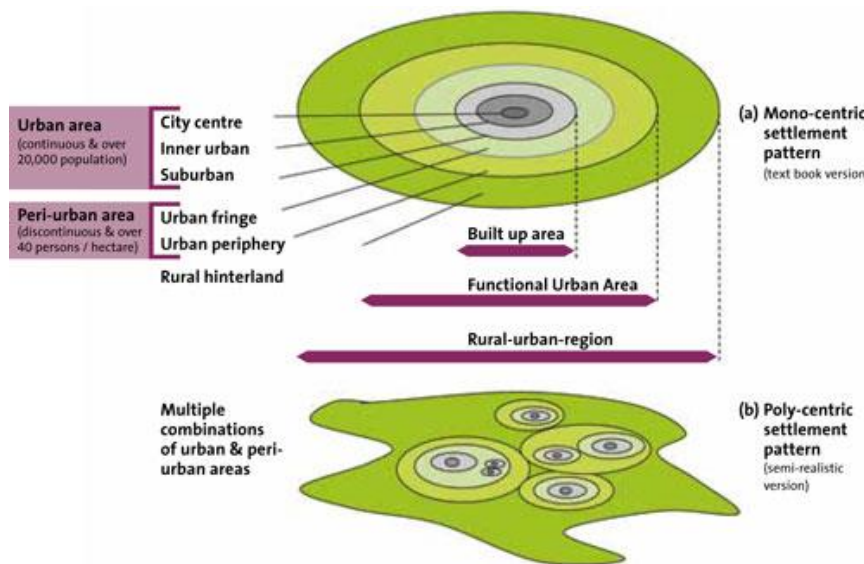 Urban area
(continuous & over
20,000 population)
City centre
Inner urban
Suburban
Peri-urban area
(discontinuous & over
40 persons / hectare)
Urban fringe
Urban periphery
Rural hinterland
(a) Mono-centric
settlement
pattern
(text book version)
Built up area
Functional Urban Area
Rural-urban-region
Multiple
combinations
of urban & peri-
urban areas
(b) Poly-centric
settlement
pattern
(semi-realistic
version)